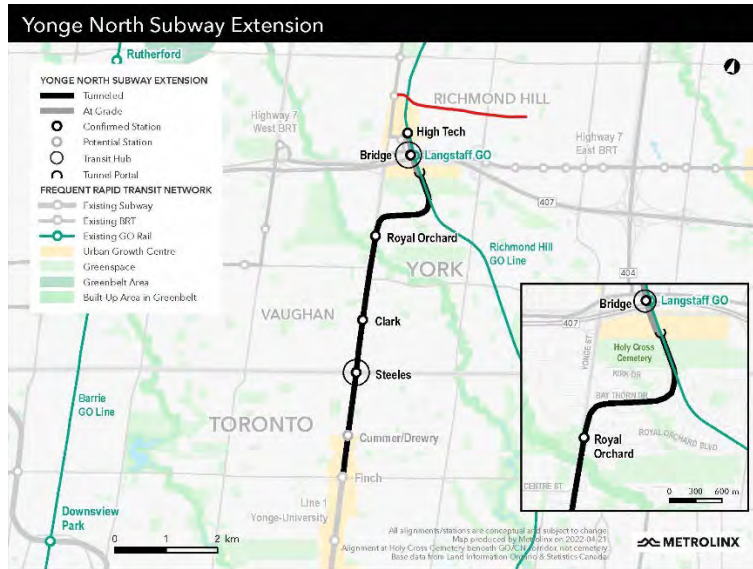 Yonge North Subway Extension
Rutherford
YONGE NORTH SUBWAY EXTENSION
Tunneled
At Grade
Confirmed Station
Potential Station
Transit Hub
Tunnel Portal
FREQUENT RAPID TRANSIT NETWORK
Existing Subway
Existing BRT
Existing GO Rail
Urban Growth Centre
Greenspace
Greenbelt Area
Built-Up Area in Greenbelt
Highway 7
West BRT
RICHMOND HILL
High Tech
Bridge
Langstaff GO
Highway 7
East BRT
407
Royal Orchard
YORK
Richmond Hill
GO Line
404
VAUGHAN
Clark
Steeles
TORONTO
Barrie
GO Line
Cummer/Drewry
Finch
Line 1
Yonge-University
Downsview
Park
0 1 2 km
Bridge
Langstaff GO
407
YONGE ST
Holy Cross
Cemetery
KIRK DR
BAY THORN DR
ROYAL ORCHARD BLVD
Royal
Orchard
CENTRE ST
0 300 600 m
All alignments/stations are conceptual and subject to change
Map produced by Metrolinx on 2022-04-21
Alignment at Holy Cross Cemetery beneath GO/CN corridor, not cemetery
Base data from Land Information Ontario & Statistics Canada
METROLINX